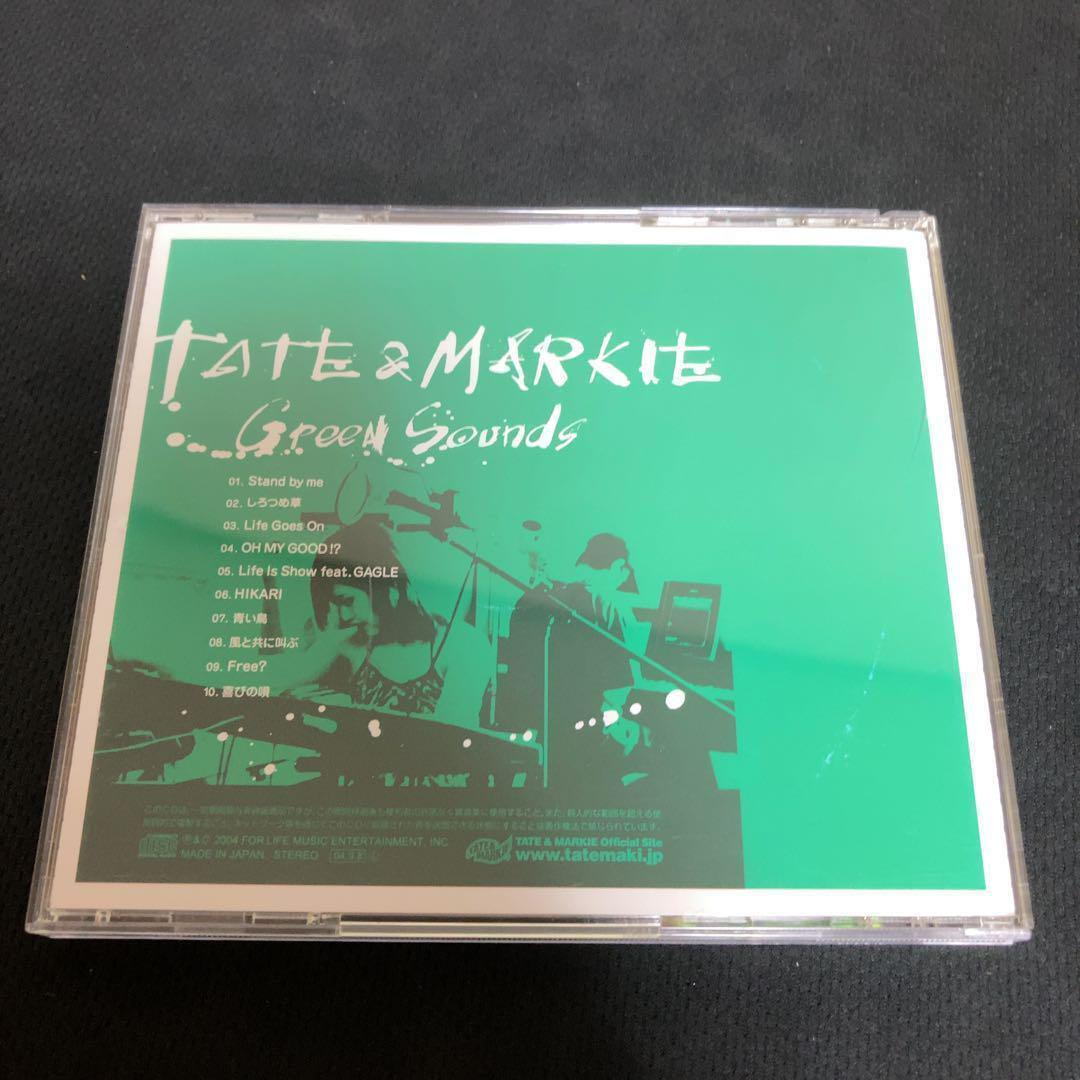 TATE & MARKIE
Green Sounds
01. Stand by me
02. しろつめ草
03. Life Goes On
04. OH MY GOOD!?
05. Life Is Show feat. GAGLE
06. HIKARI
07. 青い鳥
08. 風と共に叫ぶ
09. Free?
10. 喜びの唄
℗&© 2004 FOR LIFE MUSIC ENTERTAINMENT, INC
MADE IN JAPAN. STEREO
TATE & MARKIE
TATE & MARKIE Official Site
www.tatemaki.jp